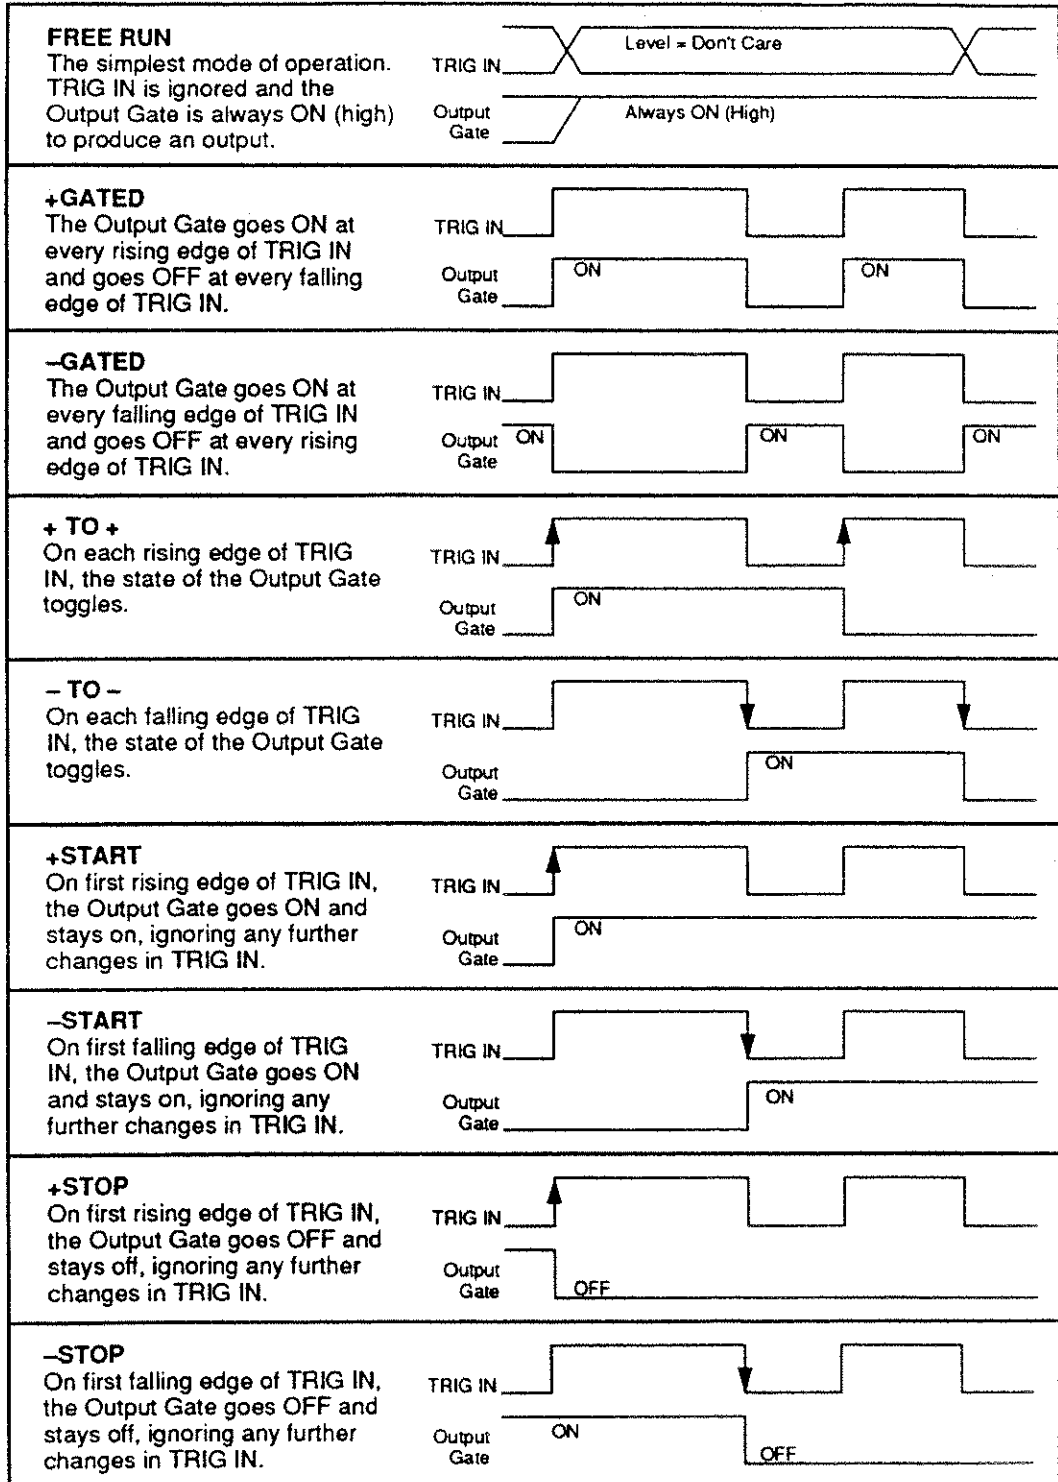 FREE RUN
The simplest mode of operation.
TRIG IN is ignored and the
Output Gate is always ON (high)
to produce an output.
TRIG IN
Level = Don't Care
Output
Gate
Always ON (High)
+GATED
The Output Gate goes ON at
every rising edge of TRIG IN
and goes OFF at every falling
edge of TRIG IN.
TRIG IN
Output
Gate
ON
ON
–GATED
The Output Gate goes ON at
every falling edge of TRIG IN
and goes OFF at every rising
edge of TRIG IN.
TRIG IN
Output
Gate
ON
ON
ON
+ TO +
On each rising edge of TRIG
IN, the state of the Output Gate
toggles.
TRIG IN
Output
Gate
ON
– TO –
On each falling edge of TRIG
IN, the state of the Output Gate
toggles.
TRIG IN
Output
Gate
ON
+START
On first rising edge of TRIG IN,
the Output Gate goes ON and
stays on, ignoring any further
changes in TRIG IN.
TRIG IN
Output
Gate
ON
–START
On first falling edge of TRIG
IN, the Output Gate goes ON
and stays on, ignoring any
further changes in TRIG IN.
TRIG IN
Output
Gate
ON
+STOP
On first rising edge of TRIG IN,
the Output Gate goes OFF and
stays off, ignoring any further
changes in TRIG IN.
TRIG IN
Output
Gate
OFF
–STOP
On first falling edge of TRIG IN,
the Output Gate goes OFF and
stays off, ignoring any further
changes in TRIG IN.
TRIG IN
Output
Gate
ON
OFF